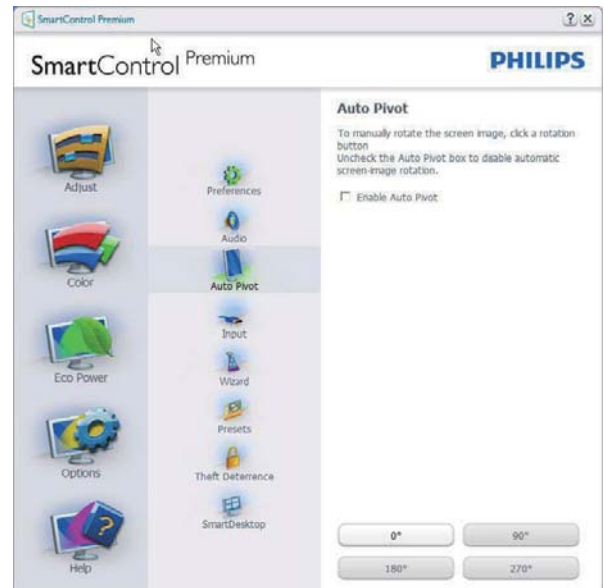 SmartControl Premium
? x
SmartControl Premium
PHILIPS
Adjust
Color
Eco Power
Options
Help
Preferences
Audio
Auto Pivot
Input
Wizard
Presets
Theft Deterrence
SmartDesktop
Auto Pivot
To manually rotate the screen image, click a rotation
button
Uncheck the Auto Pivot box to disable automatic
screen-image rotation.
Enable Auto Pivot
0° 90°
180° 270°